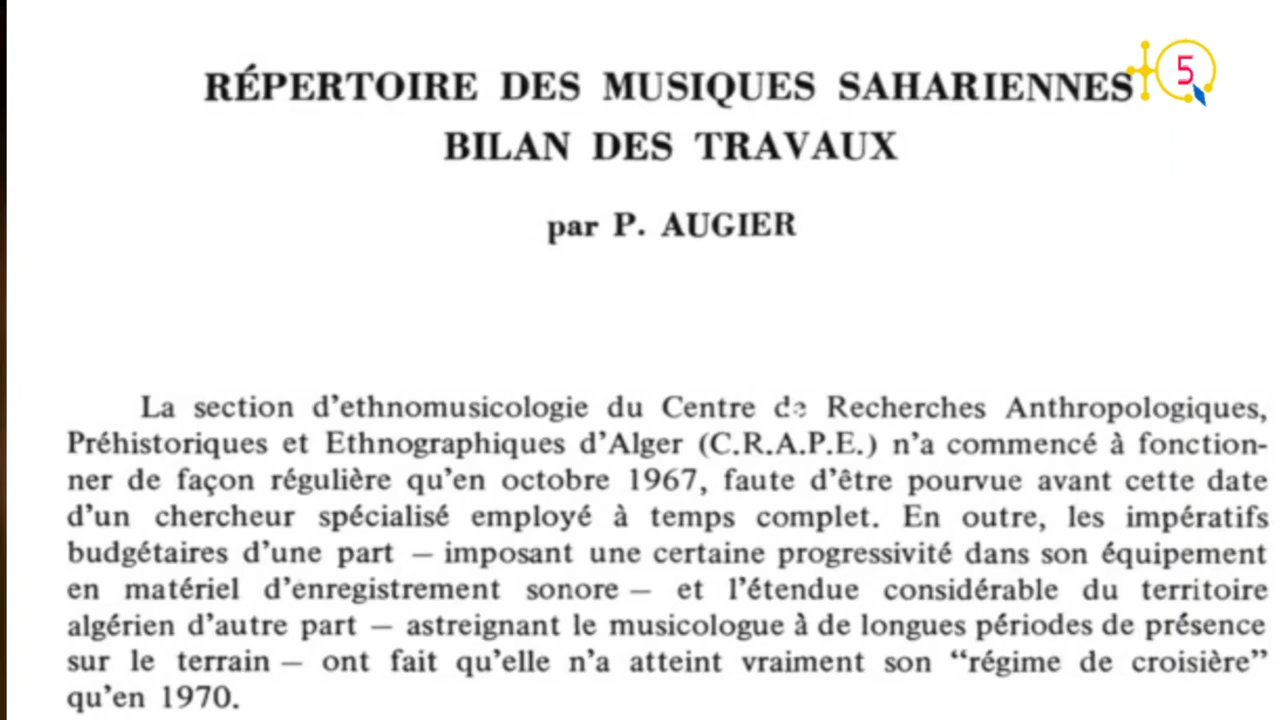 RÉPERTOIRE DES MUSIQUES SAHARIENNES
5
BILAN DES TRAVAUX
par P. AUGIER
La section d'ethnomusicologie du Centre de Recherches Anthropologiques,
Préhistoriques et Ethnographiques d'Alger (C.R.A.P.E.) n'a commencé à fonction-
ner de façon régulière qu'en octobre 1967, faute d'être pourvue avant cette date
d'un chercheur spécialisé employé à temps complet. En outre, les impératifs
budgétaires d'une part — imposant une certaine progressivité dans son équipement
en matériel d'enregistrement sonore — et l'étendue considérable du territoire
algérien d'autre part — astreignant le musicologue à de longues périodes de présence
sur le terrain — ont fait qu'elle n'a atteint vraiment son “régime de croisière”
qu'en 1970.